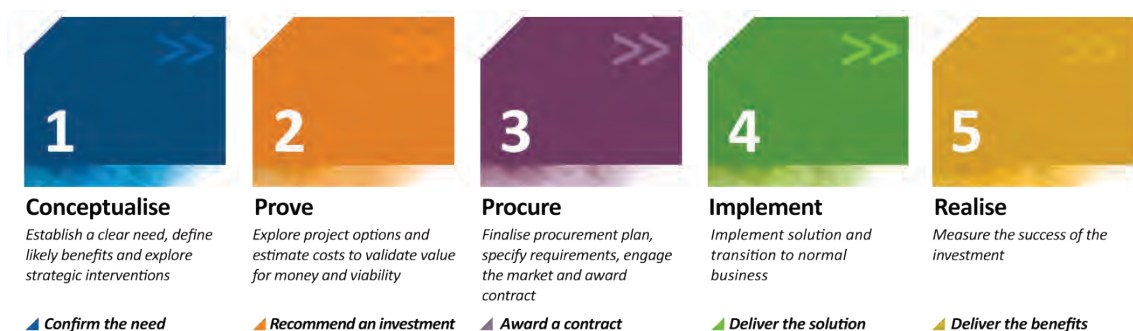 1
Conceptualise
Establish a clear need, define
likely benefits and explore
strategic interventions
Confirm the need
2
Prove
Explore project options and
estimate costs to validate value
for money and viability
Recommend an investment
3
Procure
Finalise procurement plan,
specify requirements, engage
the market and award
contract
Award a contract
4
Implement
Implement solution and
transition to normal
business
Deliver the solution
5
Realise
Measure the success of the
investment
Deliver the benefits